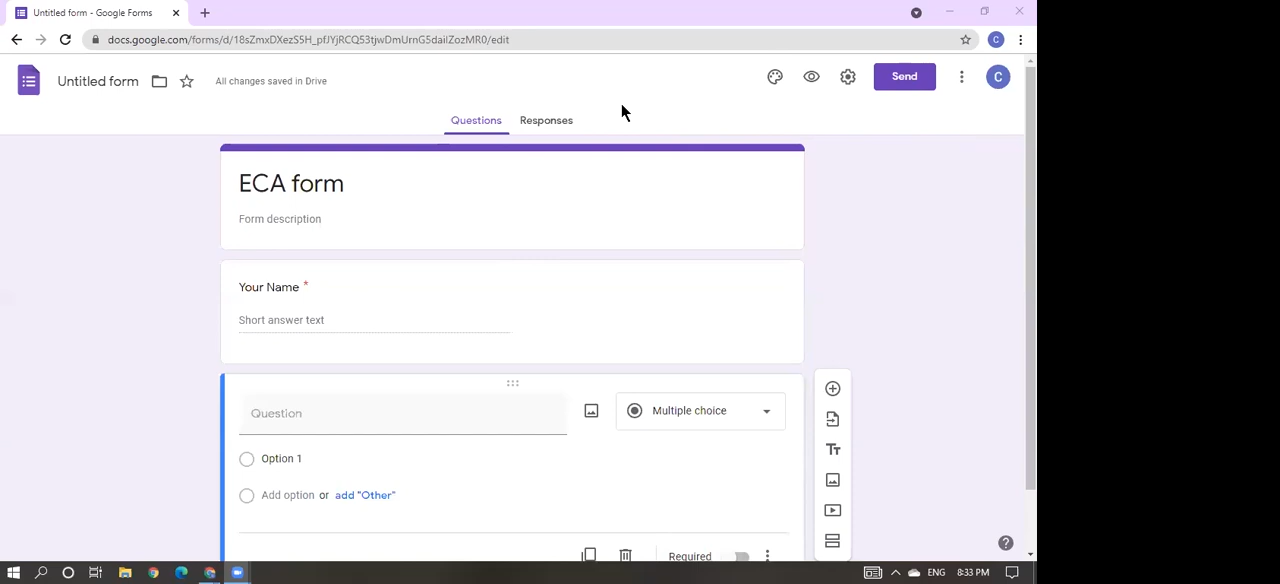 Untitled form - Google Forms
docs.google.com/forms/d/18sZmxDXezS5H_pfJYjRCQ53tjwDmUrnG5dailZozMR0/edit
C
Untitled form
All changes saved in Drive
Send
C
Questions
Responses
ECA form
Form description
Your Name *
Short answer text
Question
Multiple choice
Option 1
Add option or add "Other"
Tт
Required
ENG
8:33 PM